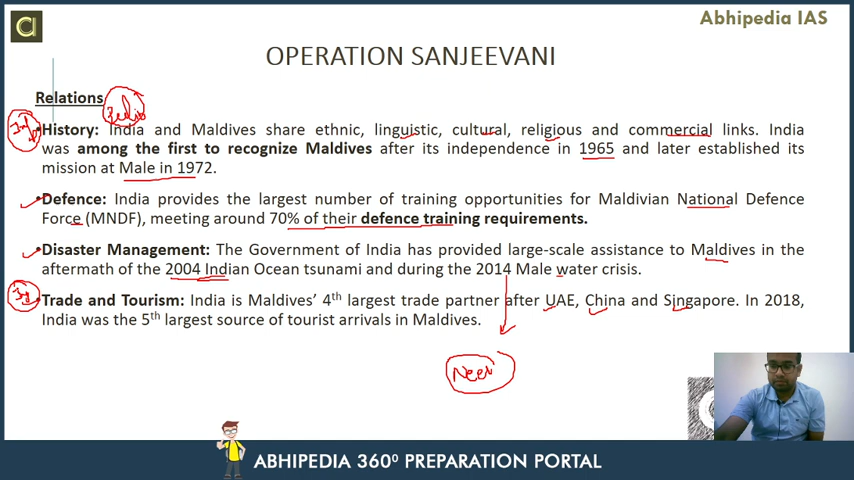 Abhipedia IAS
OPERATION SANJEEVANI
Relations
•History: India and Maldives share ethnic, linguistic, cultural, religious and commercial links. India
was among the first to recognize Maldives after its independence in 1965 and later established its
mission at Male in 1972.
•Defence: India provides the largest number of training opportunities for Maldivian National Defence
Force (MNDF), meeting around 70% of their defence training requirements.
•Disaster Management: The Government of India has provided large-scale assistance to Maldives in the
aftermath of the 2004 Indian Ocean tsunami and during the 2014 Male water crisis.
•Trade and Tourism: India is Maldives’ 4th largest trade partner after UAE, China and Singapore. In 2018,
India was the 5th largest source of tourist arrivals in Maldives.
ABHIPEDIA 360⁰ PREPARATION PORTAL